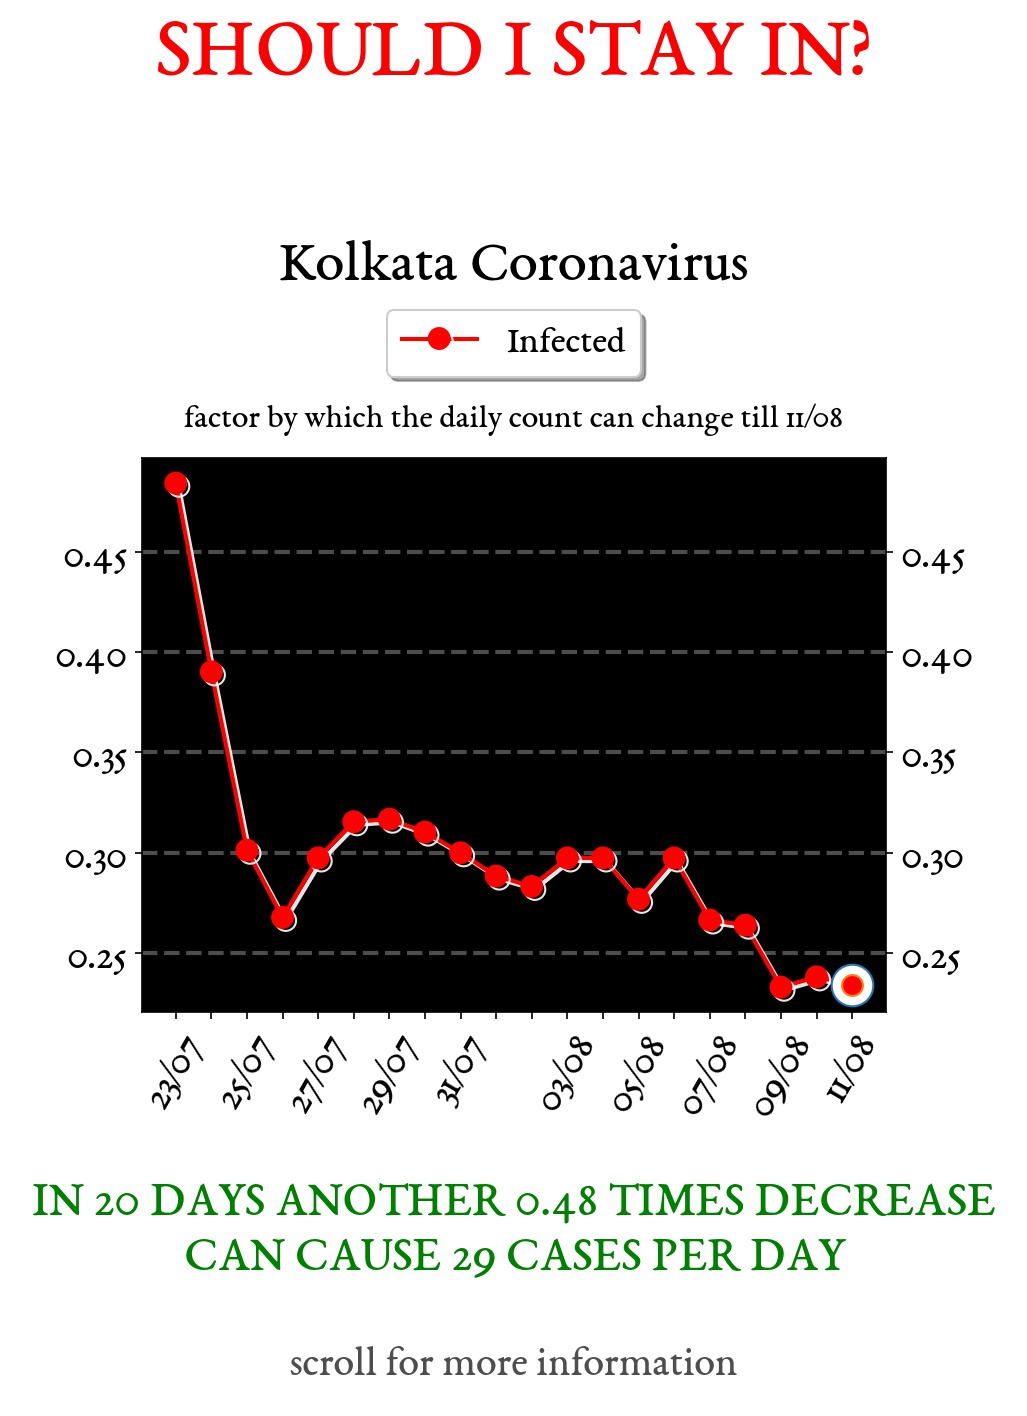 SHOULD I STAY IN?
Kolkata Coronavirus
Infected
factor by which the daily count can change till 11/08
0.45 0.45
0.40 0.40
0.35 0.35
0.30 0.30
0.25 0.25
23/07 25/07 27/07 29/07 31/07 03/08 05/08 07/08 09/08 11/08
IN 20 DAYS ANOTHER 0.48 TIMES DECREASE
CAN CAUSE 29 CASES PER DAY
scroll for more information